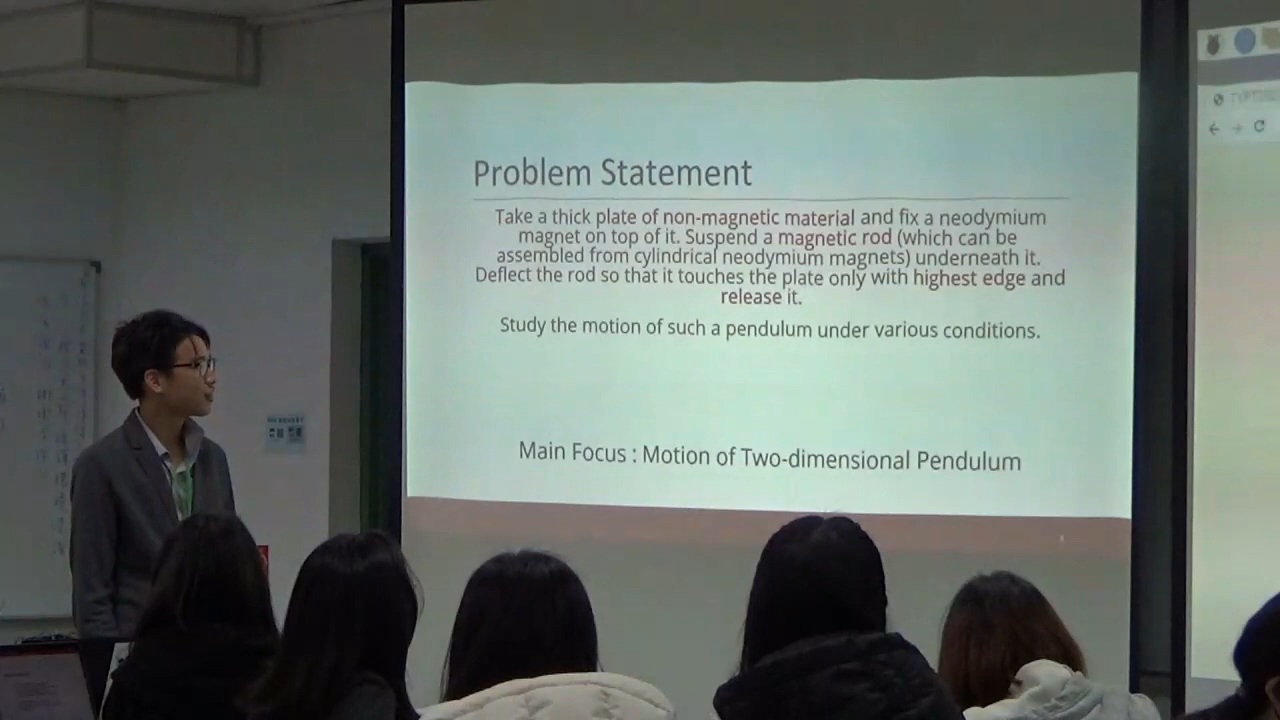 Problem Statement
Take a thick plate of non-magnetic material and fix a neodymium
magnet on top of it. Suspend a magnetic rod (which can be
assembled from cylindrical neodymium magnets) underneath it.
Deflect the rod so that it touches the plate only with highest edge and
release it.
Study the motion of such a pendulum under various conditions.
Main Focus : Motion of Two-dimensional Pendulum